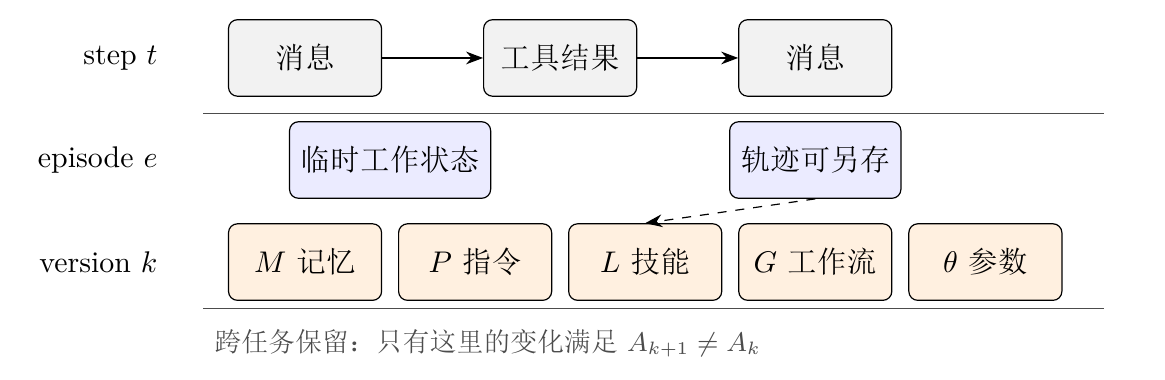 step t 消息 工具结果 消息
episode e 临时工作状态 轨迹可另存
version k M 记忆 P 指令 L 技能 G 工作流 θ 参数
跨任务保留：只有这里的变化满足 Aₖ₊₁ ≠ Aₖ